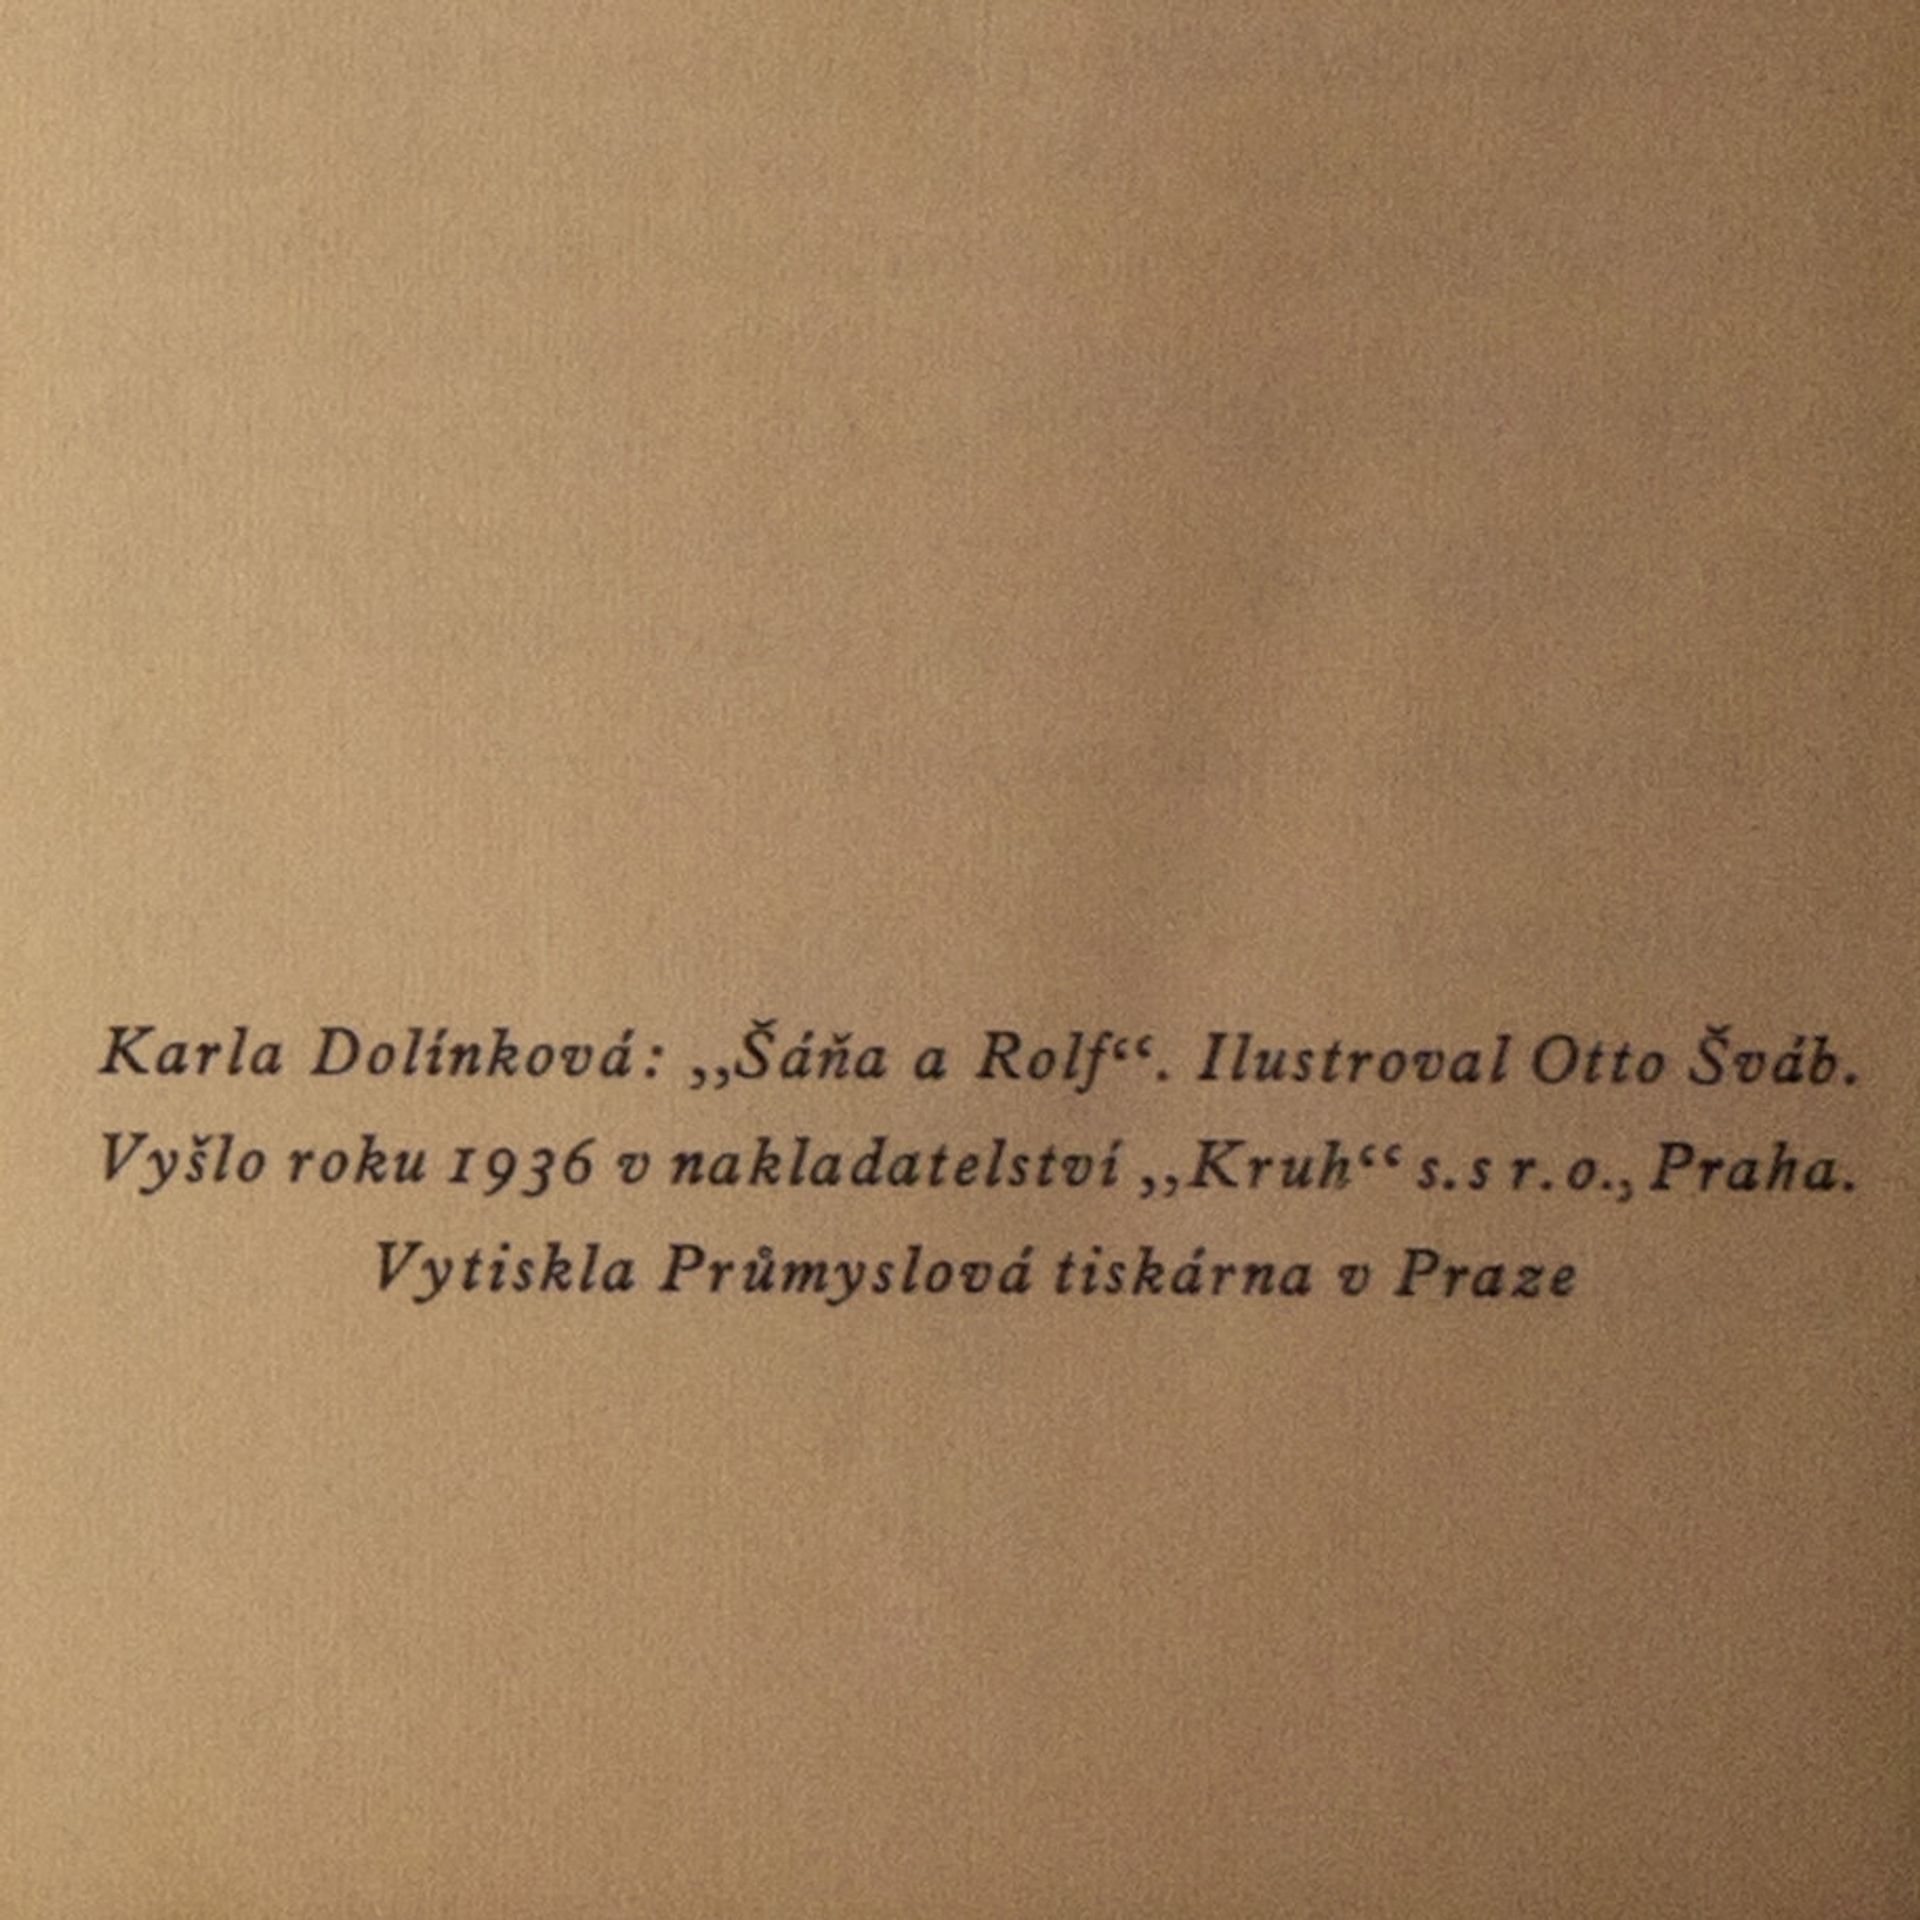 Karla Dolínková: „Šáňa a Rolf“. Ilustroval Otto Šváb.
Vyšlo roku 1936 v nakladatelství „Kruh“ s. s r. o., Praha.
Vytiskla Průmyslová tiskárna v Praze